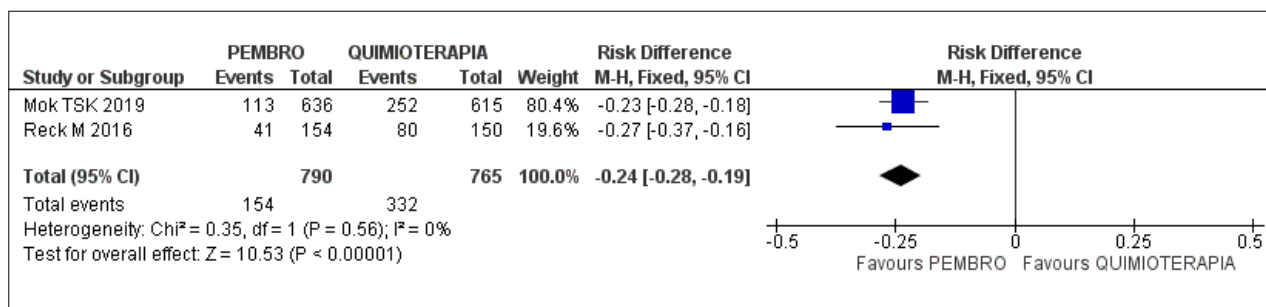 PEMBRO QUIMIOTERAPIA Risk Difference Risk Difference
Study or Subgroup Events Total Events Total Weight M-H, Fixed, 95% CI M-H, Fixed, 95% CI
Mok TSK 2019 113 636 252 615 80.4% -0.23 [-0.28, -0.18]
Reck M 2016 41 154 80 150 19.6% -0.27 [-0.37, -0.16]
Total (95% CI) 790 765 100.0% -0.24 [-0.28, -0.19]
Total events 154 332
Heterogeneity: Chi² = 0.35, df = 1 (P = 0.56); I² = 0%
Test for overall effect: Z = 10.53 (P < 0.00001)
-0.5 -0.25 0 0.25 0.5
Favours PEMBRO Favours QUIMIOTERAPIA